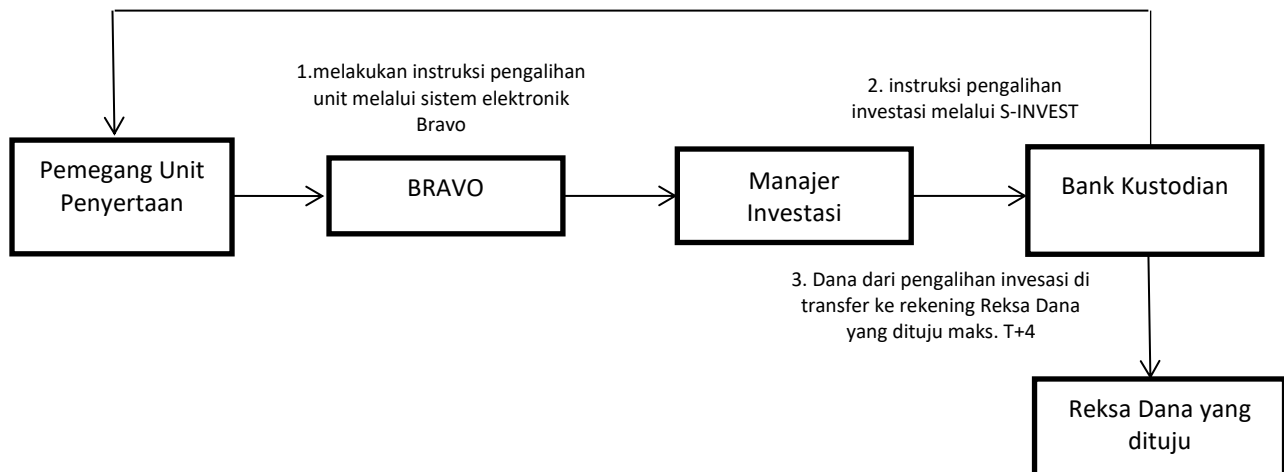 1.melakukan instruksi pengalihan
unit melalui sistem elektronik
Bravo
2. instruksi pengalihan
investasi melalui S-INVEST
Pemegang Unit
Penyertaan
BRAVO
Manajer
Investasi
Bank Kustodian
3. Dana dari pengalihan invesasi di
transfer ke rekening Reksa Dana
yang dituju maks. T+4
Reksa Dana yang
dituju